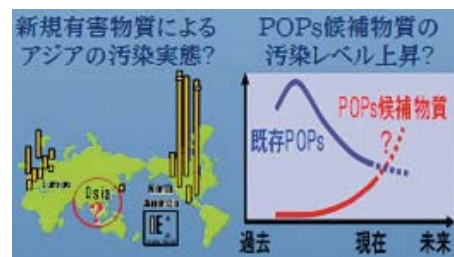 新規有害物質による
アジアの汚染実態?
POPs候補物質の
汚染レベル上昇?
Europe
Asia
?
North
America
POPs候補物質
?
既存POPs
過去
現在
未来